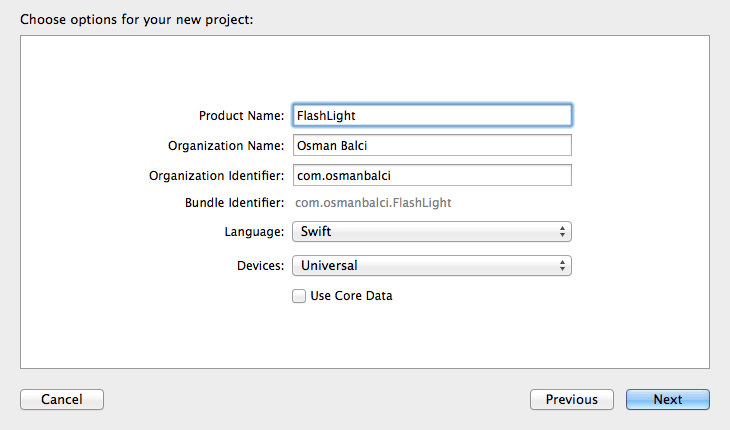 Choose options for your new project:
Product Name: FlashLight
Organization Name: Osman Balci
Organization Identifier: com.osmanbalci
Bundle Identifier: com.osmanbalci.FlashLight
Language: Swift
Devices: Universal
Use Core Data
Cancel Previous Next